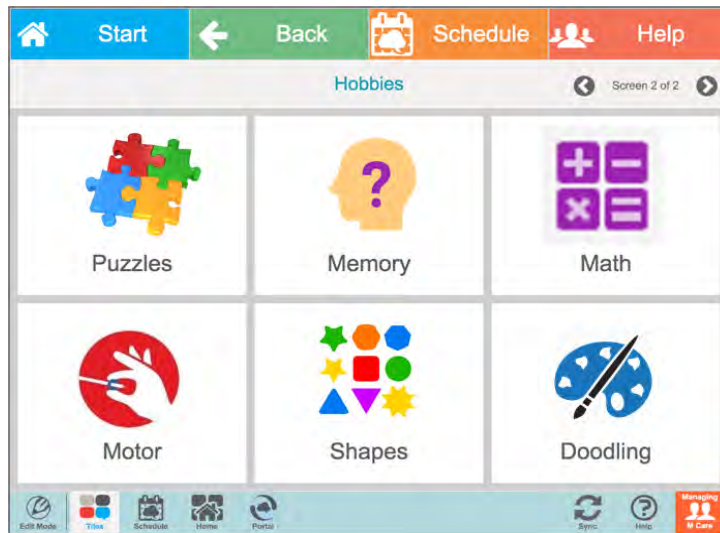 Start Back Schedule Help
Hobbies Screen 2 of 2
Puzzles Memory Math
Motor Shapes Doodling
Edit Mode Tiles Schedule Home Portal Sync Help Managing
M Care